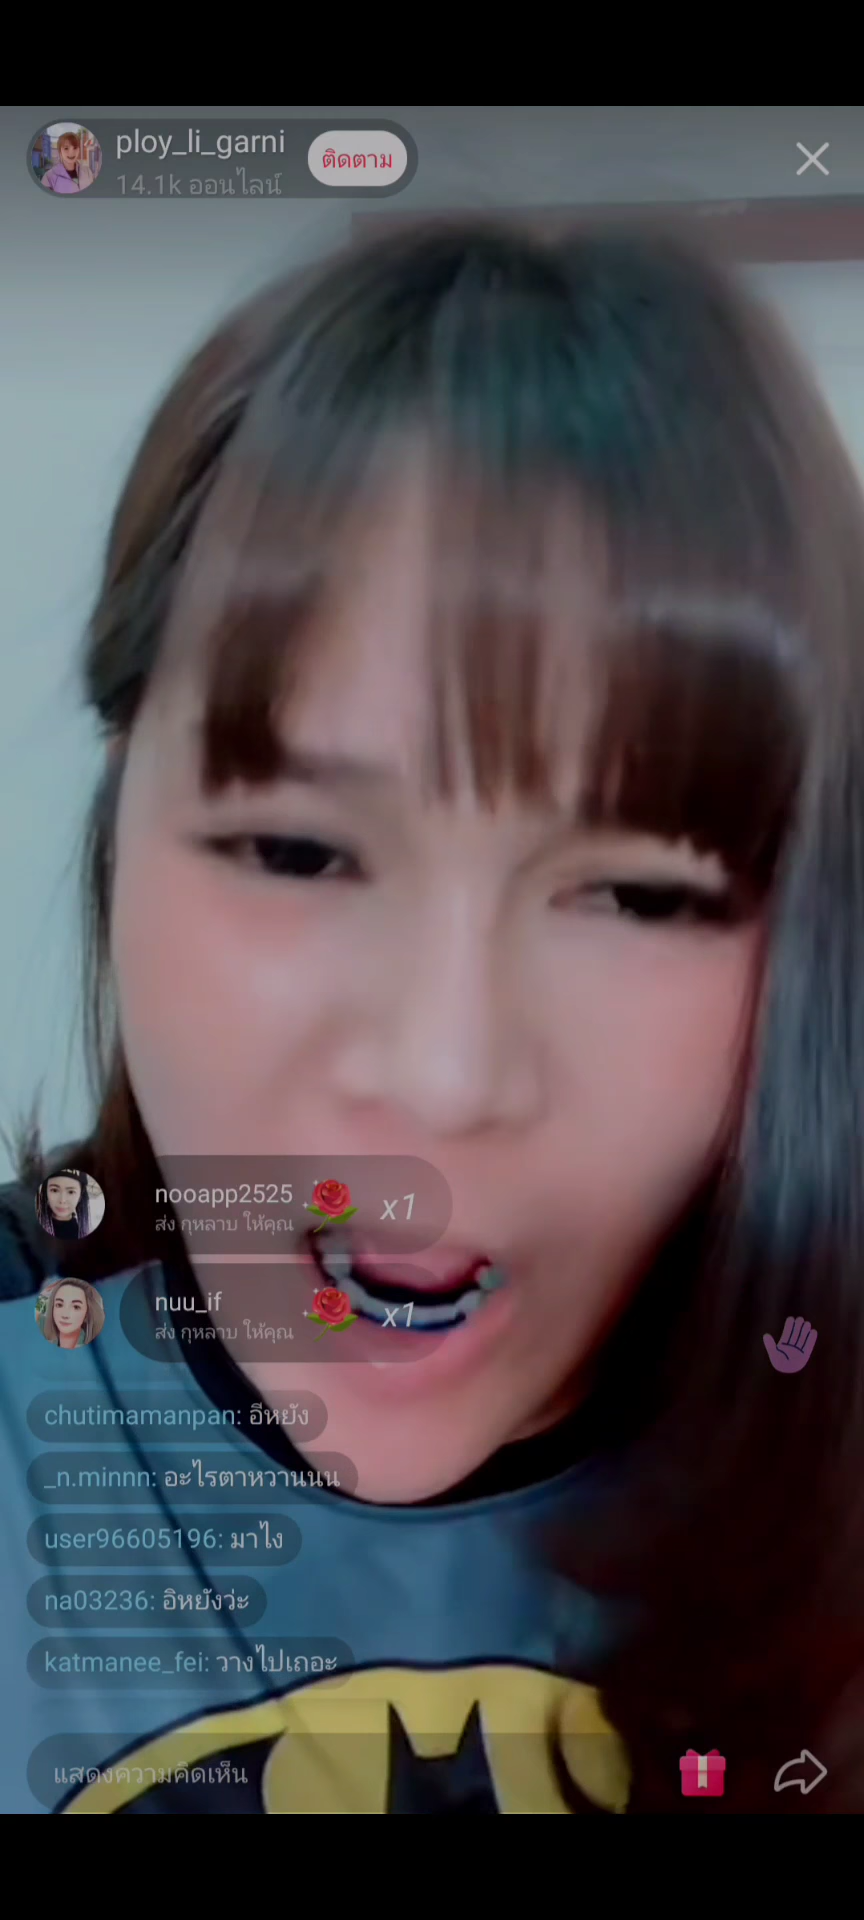 ploy_li_garni
ติดตาม
14.1k ออนไลน์
nooapp2525
ส่ง กุหลาบ ให้คุณ
x1
nuu_if
ส่ง กุหลาบ ให้คุณ
x1
chutimamanpan: อีหยัง
_n.minnn: อะไรตาหวานนน
user96605196: มาไง
na03236: อิหยังว่ะ
katmanee_fei: วางไปเถอะ
แสดงความคิดเห็น